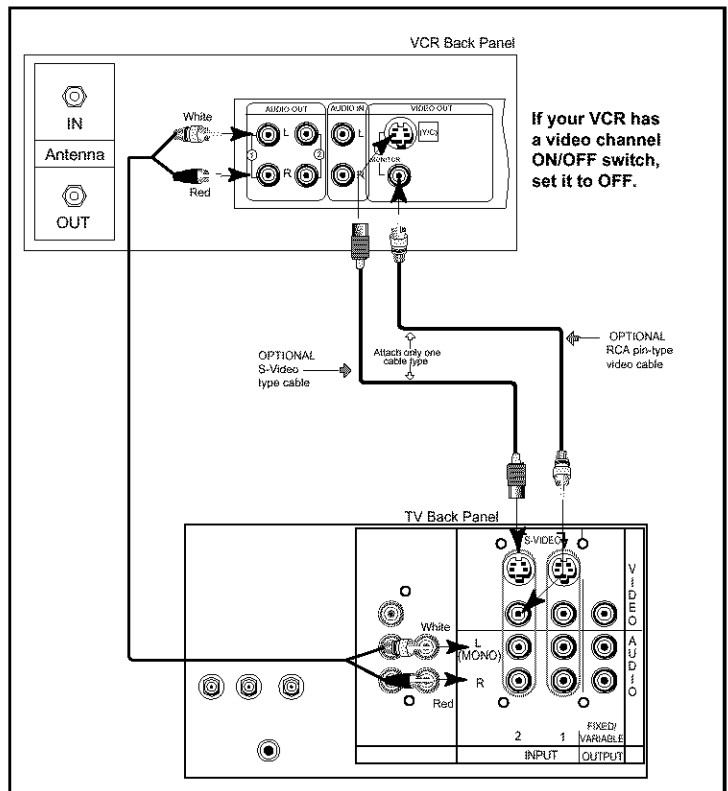 VCR Back Panel
IN
Antenna
OUT
White
Red
AUDIO OUT
AUDIO IN
VIDEO OUT
L
L
(Y/C)
1
2
MONITOR
R
R
If your VCR has
a video channel
ON/OFF switch,
set it to OFF.
OPTIONAL
S-Video
type cable
Attach only one
cable type
OPTIONAL
RCA pin-type
video cable
TV Back Panel
S-VIDEO
VIDEO
AUDIO
White
L
(MONO)
R
Red
2
1
FIXED/
VARIABLE
INPUT
OUTPUT